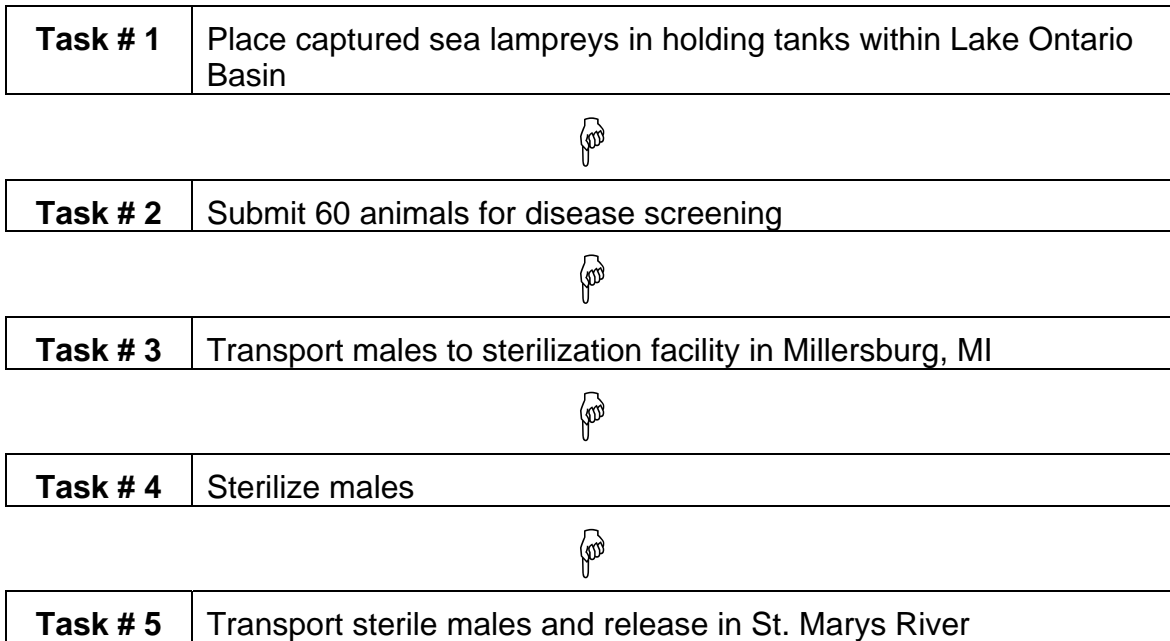 Task # 1 Place captured sea lampreys in holding tanks within Lake Ontario
Basin
Task # 2 Submit 60 animals for disease screening
Task # 3 Transport males to sterilization facility in Millersburg, MI
Task # 4 Sterilize males
Task # 5 Transport sterile males and release in St. Marys River